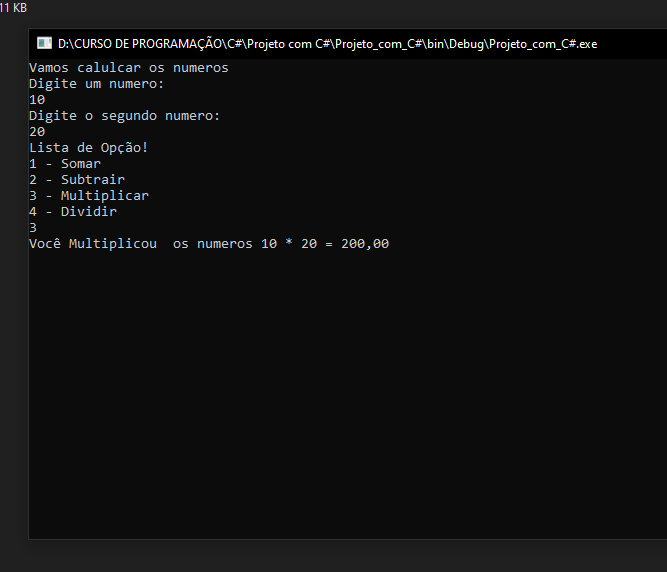 11 KB
D:\CURSO DE PROGRAMAÇÃO\C#\Projeto com C#\Projeto_com_C#\bin\Debug\Projeto_com_C#.exe
Vamos calulcar os numeros
Digite um numero:
10
Digite o segundo numero:
20
Lista de Opção!
1 - Somar
2 - Subtrair
3 - Multiplicar
4 - Dividir
3
Você Multiplicou  os numeros 10 * 20 = 200,00